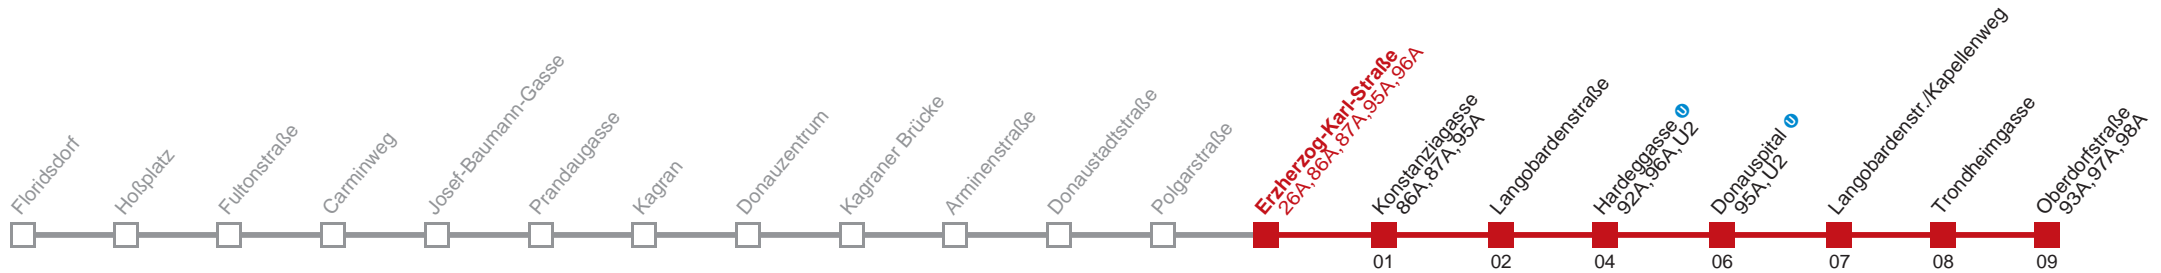 Floridsdorf
Hoßplatz
Fultonstraße
Carminweg
Josef-Baumann-Gasse
Prandaugasse
Kagran
Donauzentrum
Kagraner Brücke
Arminenstraße
Donaustadtstraße
Polgarstraße
Erzherzog-Karl-Straße
26A,86A,87A,95A,96A
Konstanziagasse
86A,87A,95A
Langobardenstraße
Hardeggasse U
92A,96A,U2
Donauspital U
95A,U2
Langobardenstr./Kapellenweg
Trondheimgasse
Oberdorfstraße
93A,97A,98A
01
02
04
06
07
08
09